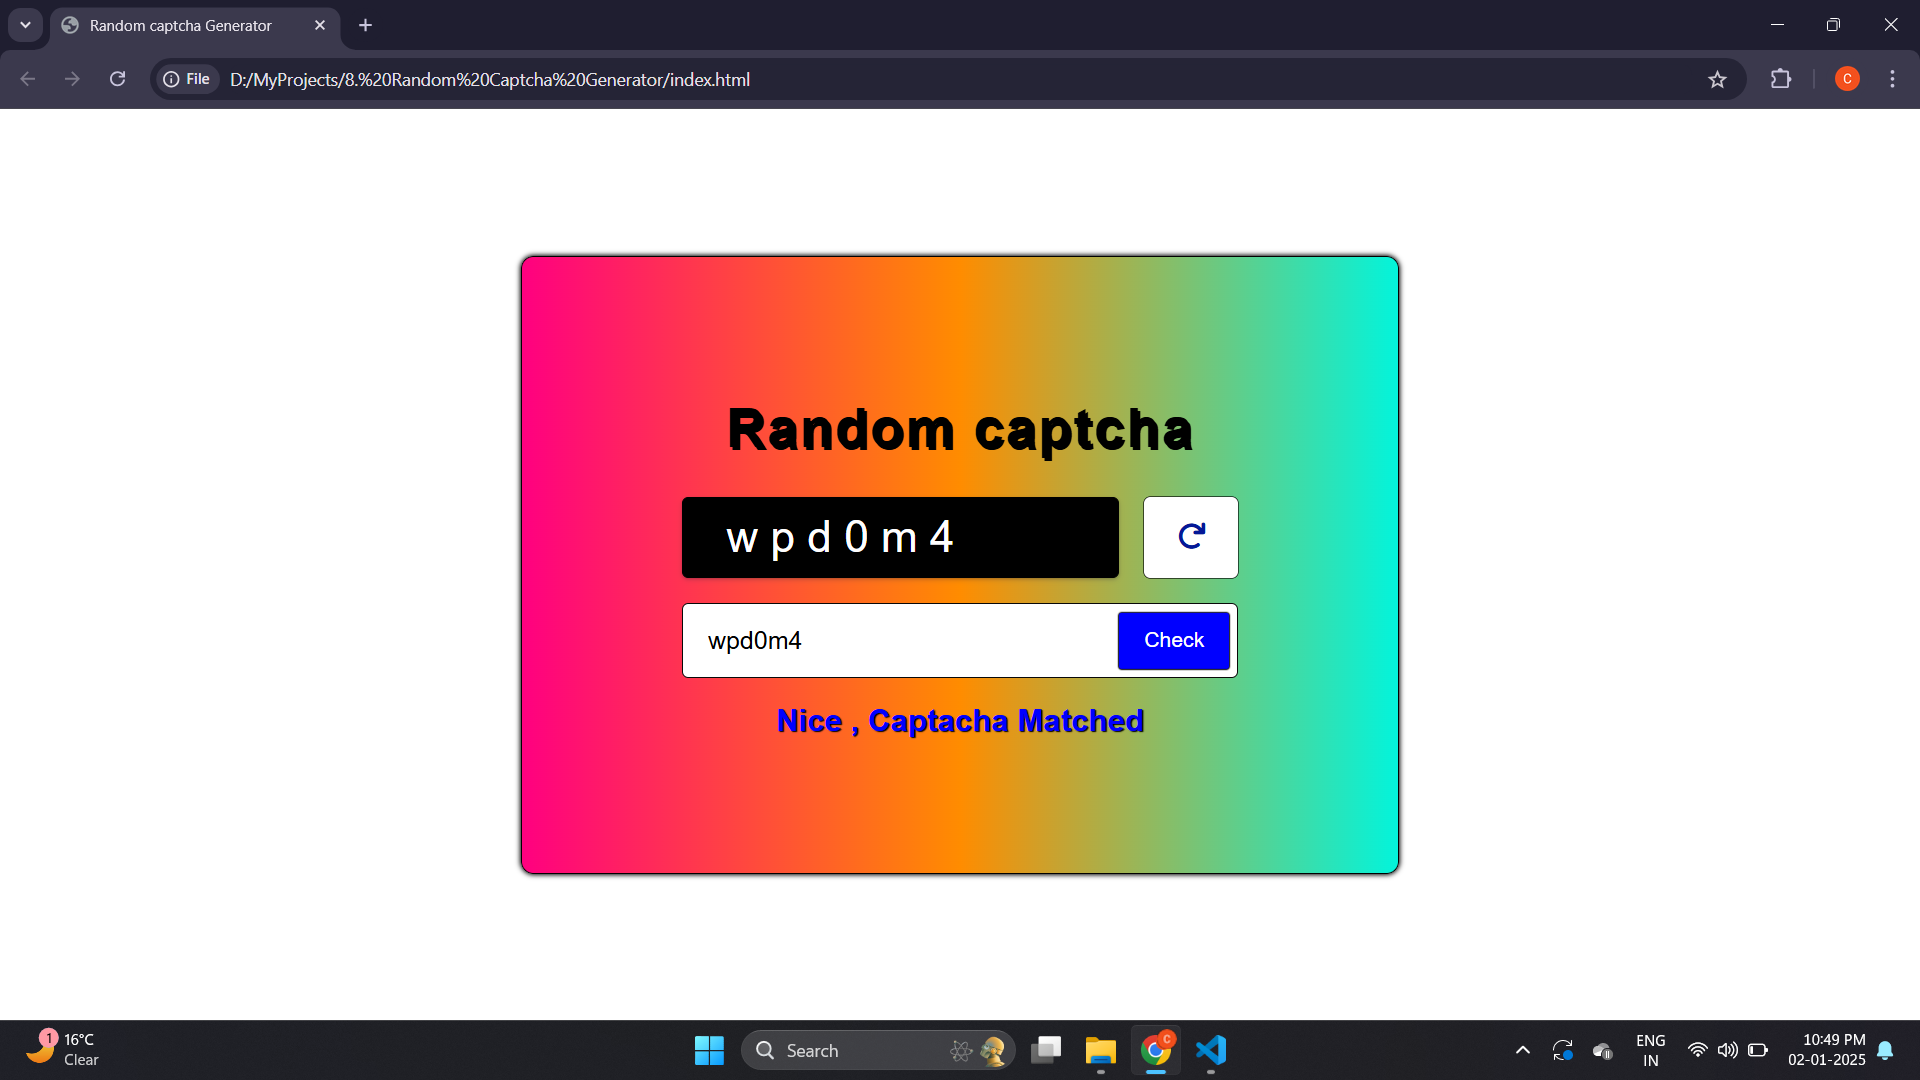 Random captcha Generator
File
D:/MyProjects/8.%20Random%20Captcha%20Generator/index.html
C
Random captcha
w p d 0 m 4
wpd0m4
Check
Nice , Captacha Matched
1
16°C
Clear
Search
C
ENG
IN
10:49 PM
02-01-2025